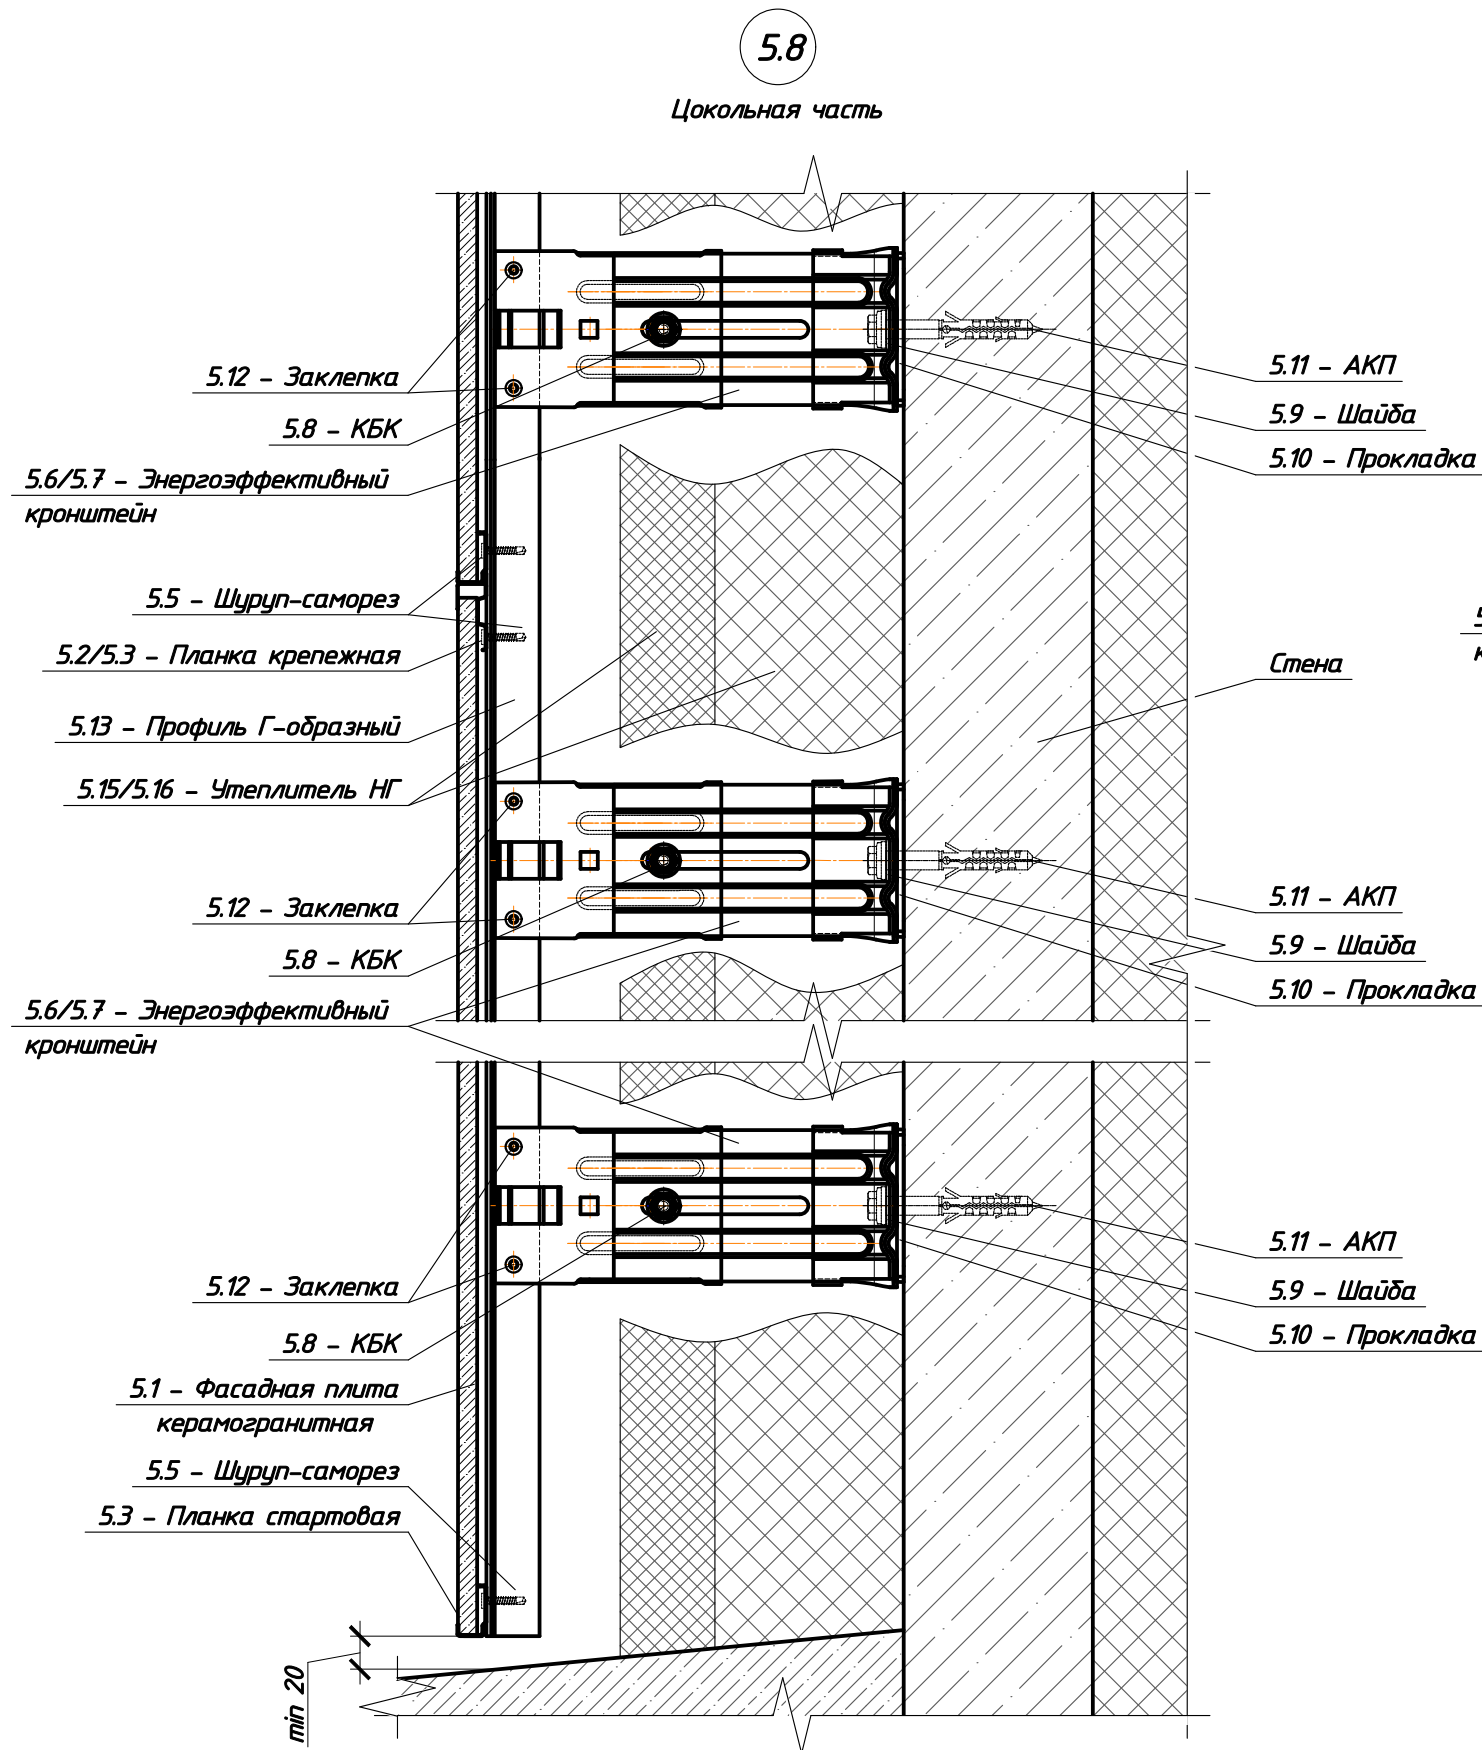 5.8
Цокольная часть
5.12 - Заклепка
5.8 - КБК
5.6/5.7 - Энергоэффективный
кронштейн
5.5 - Шуруп-саморез
5.2/5.3 - Планка крепежная
5.13 - Профиль Г-образный
5.15/5.16 - Утеплитель НГ
5.12 - Заклепка
5.8 - КБК
5.6/5.7 - Энергоэффективный
кронштейн
5.12 - Заклепка
5.8 - КБК
5.1 - Фасадная плита
керамогранитная
5.5 - Шуруп-саморез
5.3 - Планка стартовая
min 20
5.11 - АКП
5.9 - Шайба
5.10 - Прокладка
Стена
5.11 - АКП
5.9 - Шайба
5.10 - Прокладка
5.11 - АКП
5.9 - Шайба
5.10 - Прокладка